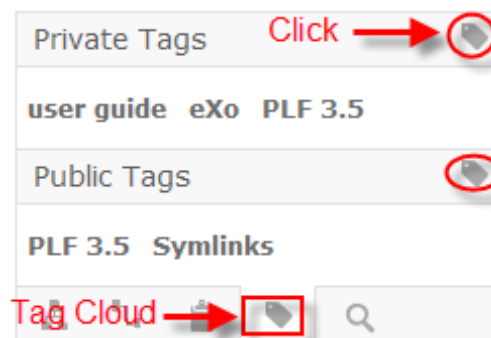 Private Tags Click
user guide eXo PLF 3.5
Public Tags
PLF 3.5 Symlinks
Tag Cloud